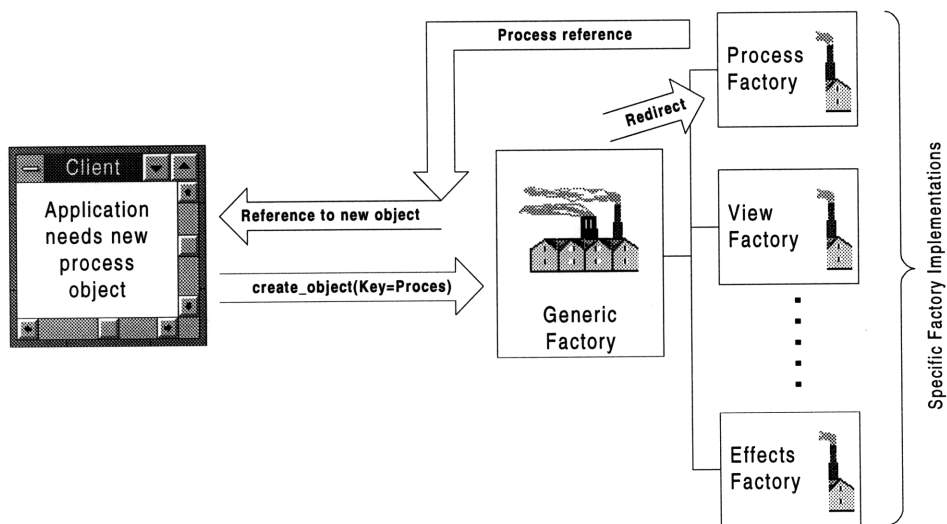 Process reference
Process
Factory
Redirect
Client
Application
needs new
process
object
Reference to new object
create_object(Key=Proces)
Generic
Factory
View
Factory
Effects
Factory
Specific Factory Implementations